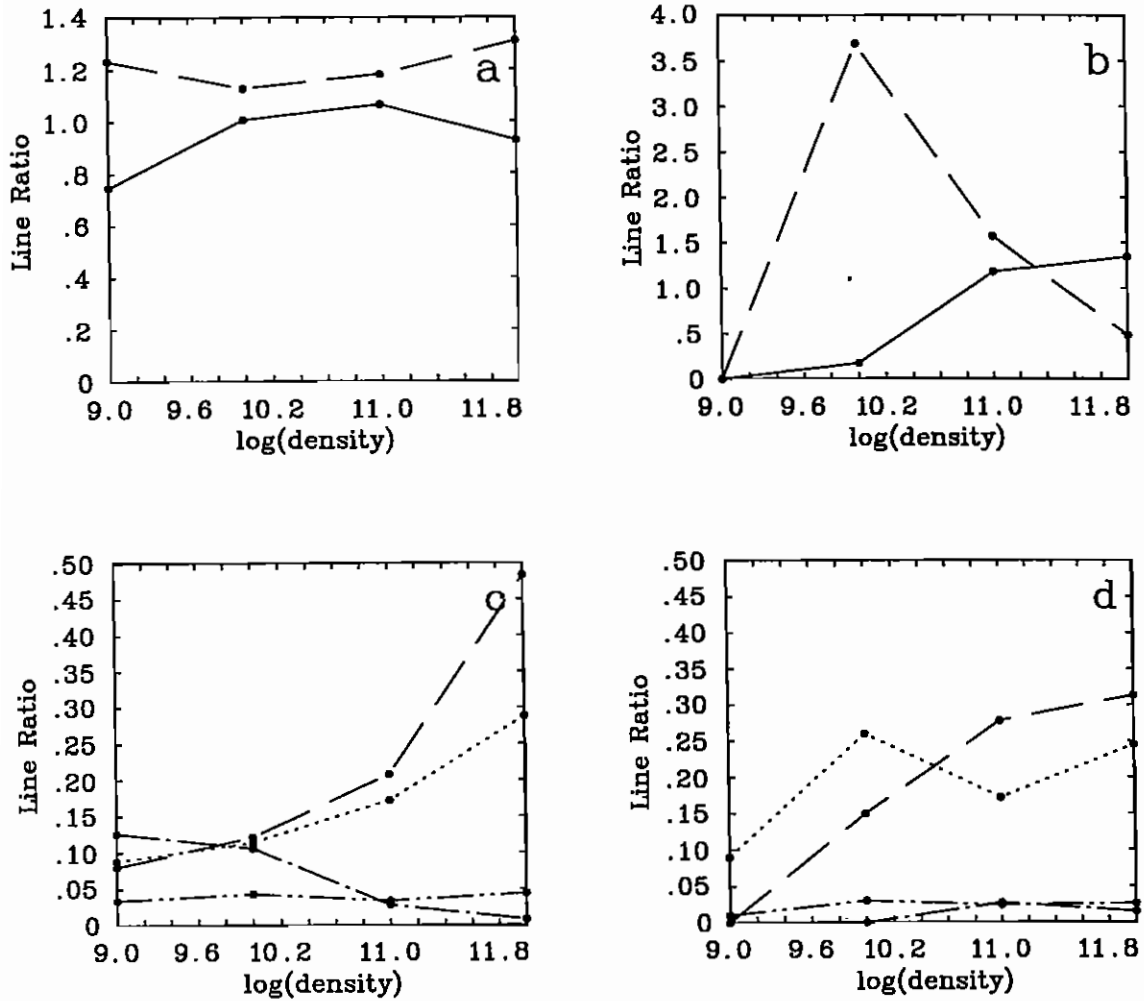 1.4
1.2
1.0
.8
.6
.4
.2
0
Line Ratio
a
9.0 9.6 10.2 11.0 11.8
log(density)
4.0
3.5
3.0
2.5
2.0
1.5
1.0
.5
0
Line Ratio
b
9.0 9.6 10.2 11.0 11.8
log(density)
.50
.45
.40
.35
.30
.25
.20
.15
.10
.05
0
Line Ratio
c
9.0 9.6 10.2 11.0 11.8
log(density)
.50
.45
.40
.35
.30
.25
.20
.15
.10
.05
0
Line Ratio
d
9.0 9.6 10.2 11.0 11.8
log(density)